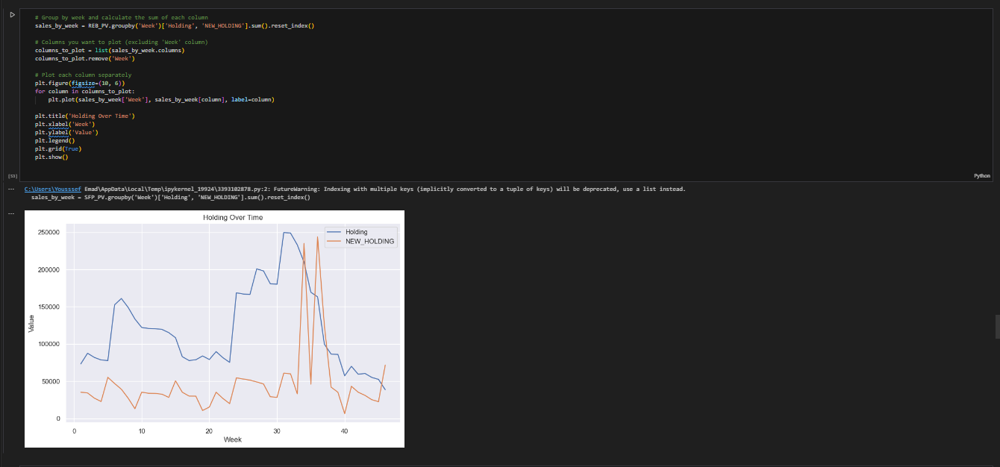 # Group by week and calculate the sum of each column
sales_by_week = REB_PV.groupby('Week')['Holding', 'NEW_HOLDING'].sum().reset_index()
# Columns you want to plot (excluding 'Week' column)
columns_to_plot = list(sales_by_week.columns)
columns_to_plot.remove('Week')
# Plot each column separately
plt.figure(figsize=(10, 6))
for column in columns_to_plot:
plt.plot(sales_by_week['Week'], sales_by_week[column], label=column)
plt.title('Holding Over Time')
plt.xlabel('Week')
plt.ylabel('Value')
plt.legend()
plt.grid(True)
plt.show()
[53]
Python
C:\Users\Yousssef Emad\AppData\Local\Temp\ipykernel_19924\3393102878.py:2: FutureWarning: Indexing with multiple keys (implicitly converted to a tuple of keys) will be deprecated, use a list instead.
sales_by_week = SFP_PV.groupby('Week')['Holding', 'NEW_HOLDING'].sum().reset_index()
Holding Over Time
Holding
NEW_HOLDING
250000
200000
150000
100000
50000
0
Value
0 10 20 30 40
Week